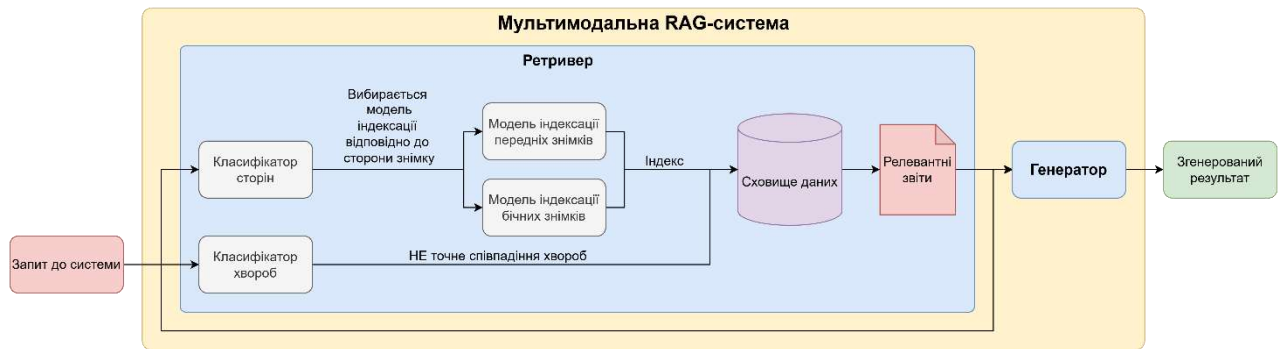 Мультимодальна RAG-система
Ретривер
Вибирається
модель
індексації
відповідно до
сторони знімку
Класифікатор
сторін
Модель індексації
передніх знімків
Модель індексації
бічних знімків
Індекс
Сховище даних
Релевантні
звіти
Генератор
Згенерований
результат
Запит до системи
Класифікатор
хвороб
НЕ точне співпадіння хвороб